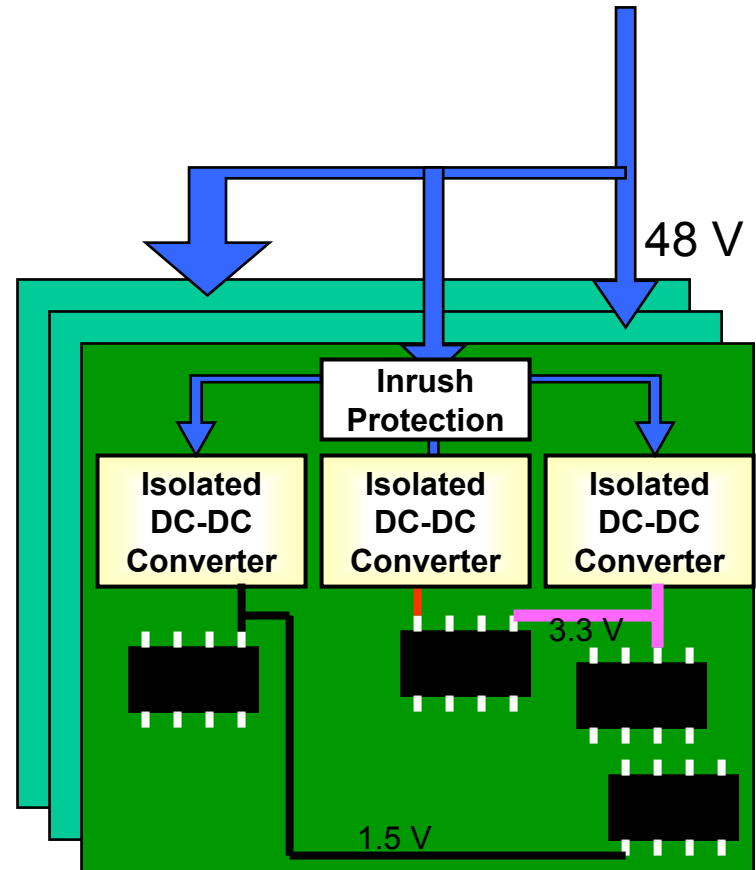 48 V
Inrush
Protection
Isolated
DC-DC
Converter
Isolated
DC-DC
Converter
Isolated
DC-DC
Converter
3.3 V
1.5 V